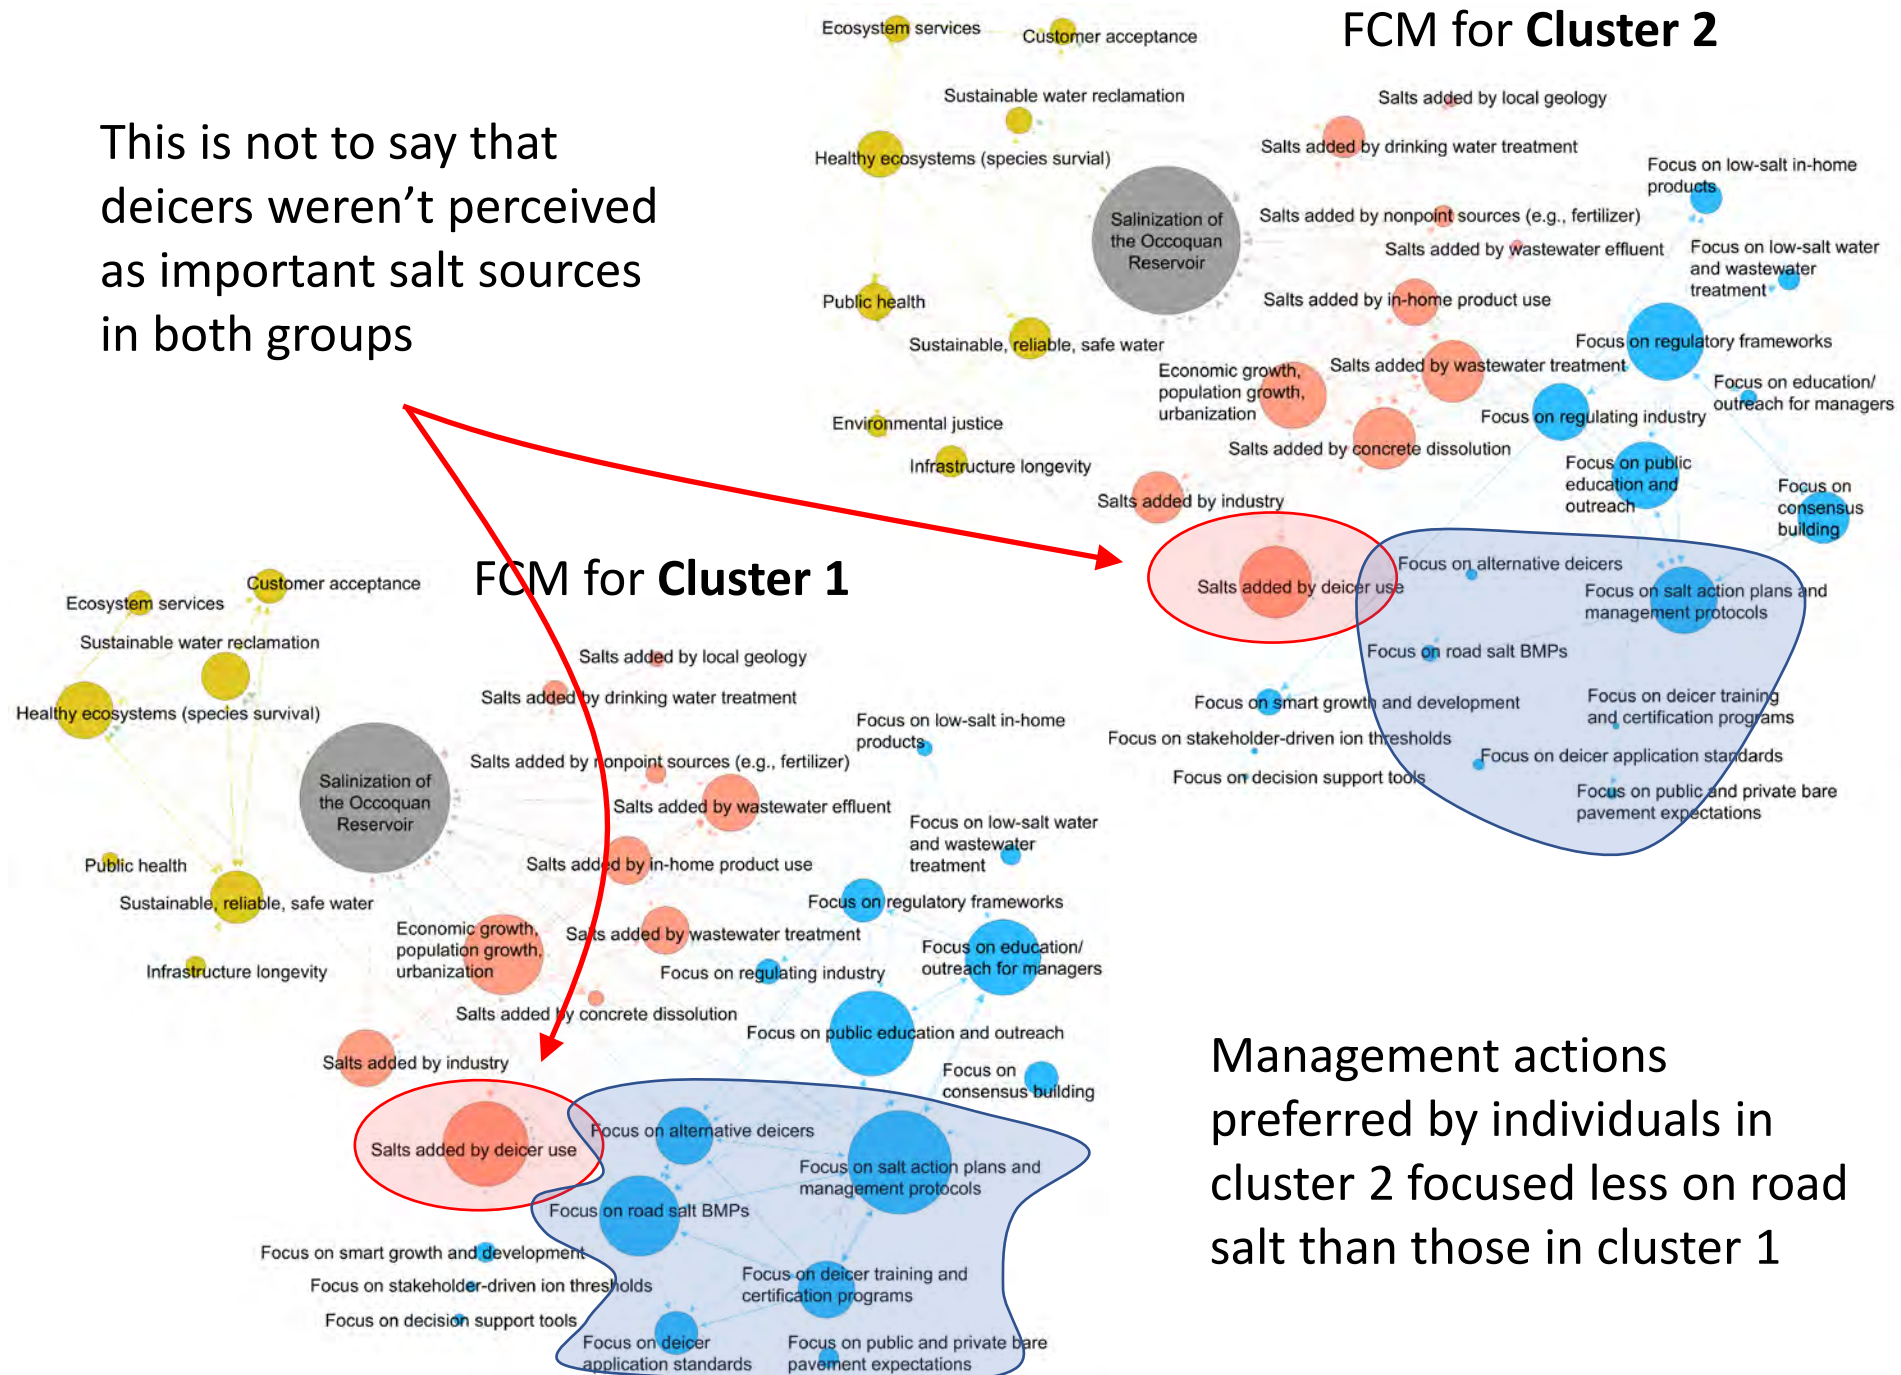 FCM for Cluster 2
Ecosystem services
Customer acceptance
Sustainable water reclamation
Healthy ecosystems (species survial)
Salinization of
the Occoquan
Reservoir
Public health
Sustainable, reliable, safe water
Environmental justice
Infrastructure longevity
Salts added by local geology
Salts added by drinking water treatment
Salts added by nonpoint sources (e.g., fertilizer)
Salts added by wastewater effluent
Salts added by in-home product use
Salts added by wastewater treatment
Economic growth,
population growth,
urbanization
Salts added by concrete dissolution
Salts added by industry
Salts added by deicer use
Focus on low-salt in-home
products
Focus on low-salt water
and wastewater
treatment
Focus on regulatory frameworks
Focus on education/
outreach for managers
Focus on regulating industry
Focus on public
education and
outreach
Focus on
consensus
building
Focus on alternative deicers
Focus on salt action plans and
management protocols
Focus on road salt BMPs
Focus on smart growth and development
Focus on deicer training
and certification programs
Focus on stakeholder-driven ion thresholds
Focus on deicer application standards
Focus on decision support tools
Focus on public and private bare
pavement expectations
This is not to say that
deicers weren't perceived
as important salt sources
in both groups
FCM for Cluster 1
Customer acceptance
Ecosystem services
Sustainable water reclamation
Healthy ecosystems (species survival)
Salinization of
the Occoquan
Reservoir
Public health
Sustainable, reliable, safe water
Infrastructure longevity
Salts added by local geology
Salts added by drinking water treatment
Salts added by nonpoint sources (e.g., fertilizer)
Salts added by wastewater effluent
Salts added by in-home product use
Economic growth,
population growth,
urbanization
Salts added by wastewater treatment
Salts added by concrete dissolution
Salts added by industry
Salts added by deicer use
Focus on low-salt in-home
products
Focus on low-salt water
and wastewater
treatment
Focus on regulatory frameworks
Focus on education/
outreach for managers
Focus on regulating industry
Focus on public education and outreach
Focus on
consensus building
Focus on alternative deicers
Focus on salt action plans and
management protocols
Focus on road salt BMPs
Focus on smart growth and development
Focus on stakeholder-driven ion thresholds
Focus on decision support tools
Focus on deicer training and
certification programs
Focus on deicer
application standards
Focus on public and private bare
pavement expectations
Management actions
preferred by individuals in
cluster 2 focused less on road
salt than those in cluster 1